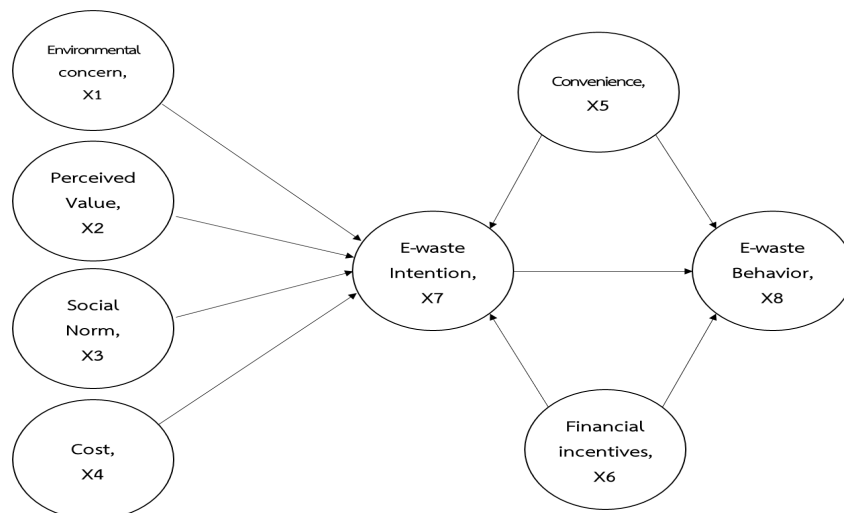 Environmental
concern,
X1
Perceived
Value,
X2
Social
Norm,
X3
Cost,
X4
Convenience,
X5
E-waste
Intention,
X7
E-waste
Behavior,
X8
Financial
incentives,
X6